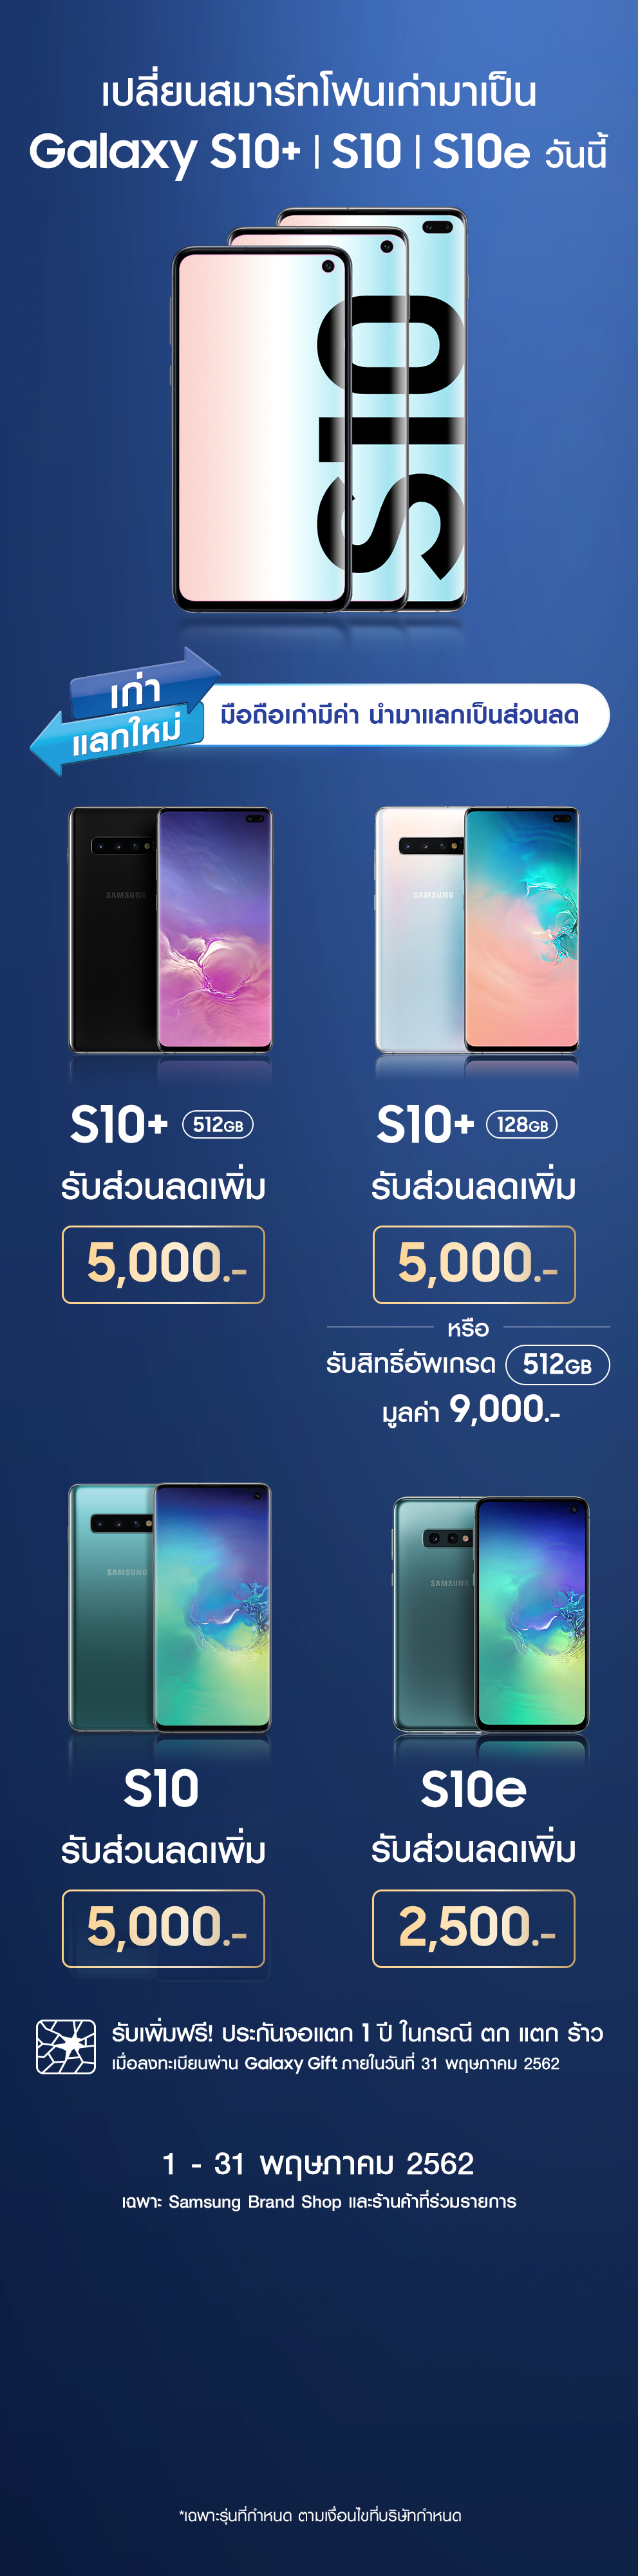 เปลี่ยนสมาร์ทโฟนเก่ามาเป็น
Galaxy S10+ | S10 | S10e วันนี้
S10
เก่า
แลกใหม่
มือถือเก่ามีค่า นำมาแลกเป็นส่วนลด
SAMSUNG
SAMSUNG
S10+ 512GB
รับส่วนลดเพิ่ม
5,000.-
S10+ 128GB
รับส่วนลดเพิ่ม
5,000.-
หรือ
รับสิทธิ์อัพเกรด 512GB
มูลค่า 9,000.-
SAMSUNG
SAMSUNG
S10
รับส่วนลดเพิ่ม
5,000.-
S10e
รับส่วนลดเพิ่ม
2,500.-
รับเพิ่มฟรี! ประกันจอแตก 1 ปี ในกรณี ตก แตก ร้าว
เมื่อลงทะเบียนผ่าน Galaxy Gift ภายในวันที่ 31 พฤษภาคม 2562
1 - 31 พฤษภาคม 2562
เฉพาะ Samsung Brand Shop และร้านค้าที่ร่วมรายการ
*เฉพาะรุ่นที่กำหนด ตามเงื่อนไขที่บริษัทกำหนด